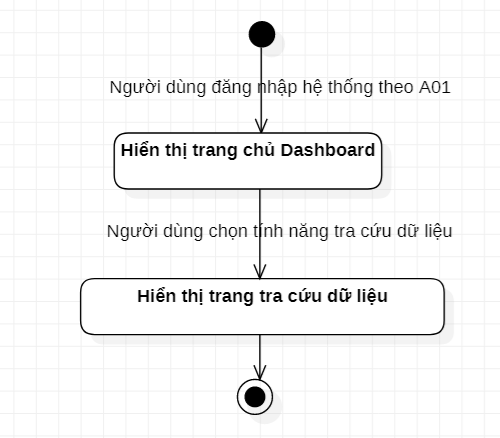 Người dùng đăng nhập hệ thống theo A01
Hiển thị trang chủ Dashboard
Người dùng chọn tính năng tra cứu dữ liệu
Hiển thị trang tra cứu dữ liệu